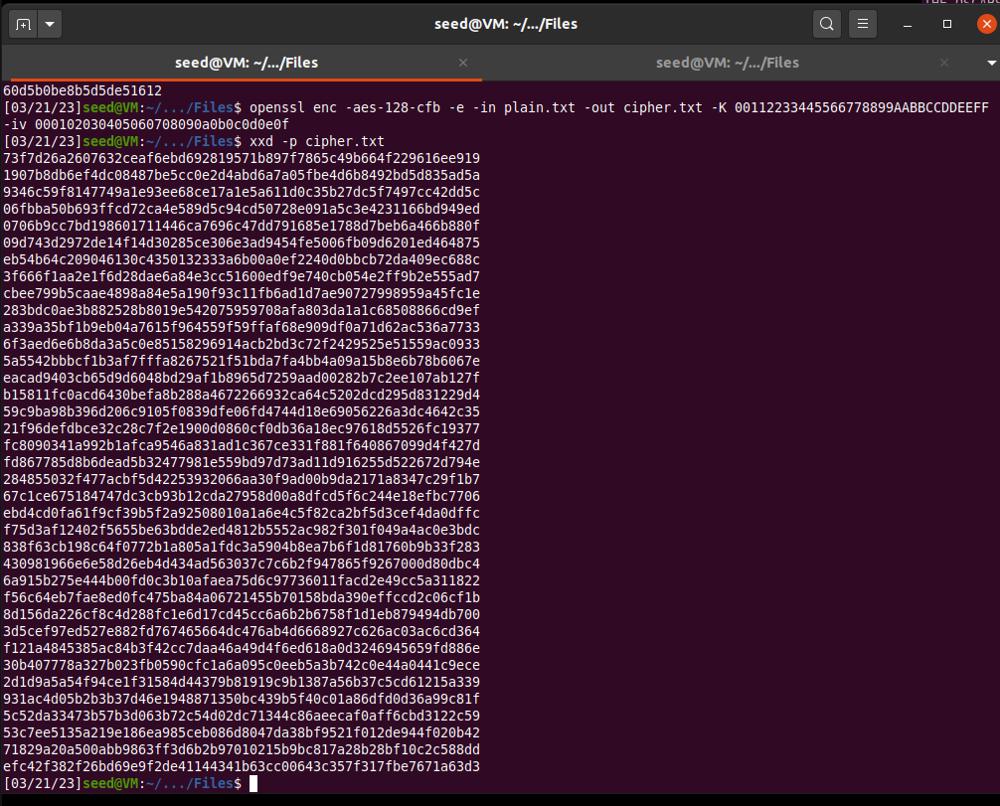 seed@VM: ~/.../Files
seed@VM: ~/.../Files
seed@VM: ~/.../Files
60d5b0be8b5d5de51612
[03/21/23]seed@VM:~/.../Files$ openssl enc -aes-128-cfb -e -in plain.txt -out cipher.txt -K 00112233445566778899AABBCCDDEEFF
-iv 000102030405060708090a0b0c0d0e0f
[03/21/23]seed@VM:~/.../Files$ xxd -p cipher.txt
73f7d26a2607632ceaf6ebd692819571b897f7865c49b664f229616ee919
1907b8db6ef4dc08487be5cc0e2d4abd6a7a05fbe4d6b8492bd5d835ad5a
9346c59f8147749a1e93ee68ce17a1e5a611d0c35b27dc5f7497cc42dd5c
06fbba50b693ffcd72ca4e589d5c94cd50728e091a5c3e4231166bd949ed
0706b9cc7bd198601711446ca7696c47dd791685e1788d7beb6a466b880f
09d743d2972de14f14d30285ce306e3ad9454fe5006fb09d6201ed464875
eb54b64c209046130c4350132333a6b00a0ef2240d0bbcb72da409ec688c
3f666f1aa2e1f6d28dae6a84e3cc51600edf9e740cb054e2ff9b2e555ad7
cbee799b5caae4898a84e5a190f93c11fb6ad1d7ae90727998959a45fc1e
283bdc0ae3b882528b8019e542075959708afa803da1a1c68508866cd9ef
a339a35bf1b9eb04a7615f964559f59ffaf68e909df0a71d62ac536a7733
6f3aed6e6b8da3a5c0e85158296914acb2bd3c72f2429525e51559ac0933
5a5542bbbcf1b3af7fffa8267521f51bda7fa4bb4a09a15b8e6b78b6067e
eacad9403cb65d9d6048bd29af1b8965d7259aad00282b7c2ee107ab127f
b15811fc0acd6430befa8b288a4672266932ca64c5202dcd295d831229d4
59c9ba98b396d206c9105f0839dfe06fd4744d18e69056226a3dc4642c35
21f96defdbce32c28c7f2e1900d0860cf0db36a18ec97618d5526fc19377
fc8090341a992b1afca9546a831ad1c367ce331f881f640867099d4f427d
fd867785d8b6dead5b32477981e559bd97d73ad11d916255d522672d794e
284855032f477acbf5d42253932066aa30f9ad00b9da2171a8347c29f1b7
67c1ce675184747dc3cb93b12cda27958d00a8dfcd5f6c244e18efbc7706
ebd4cd0fa61f9cf39b5f2a92508010a1a6e4c5f82ca2bf5d3cef4da0dffc
f75d3af12402f5655be63bdde2ed4812b5552ac982f301f049a4ac0e3bdc
838f63cb198c64f0772b1a805a1fdc3a5904b8ea7b6f1d81760b9b33f283
430981966e6e58d26eb4d434ad563037c7c6b2f947865f9267000d80dbc4
6a915b275e444b00fd0c3b10afaea75d6c97736011facd2e49cc5a311822
f56c64eb7fae8ed0fc475ba84a06721455b70158bda390effccd2c06cf1b
8d156da226cf8c4d288fc1e6d17cd45cc6a6b2b6758f1d1eb879494db700
3d5cef97ed527e882fd767465664dc476ab4d6668927c626ac03ac6cd364
f121a4845385ac84b3f42cc7daa46a49d4f6ed618a0d3246945659fd886e
30b407778a327b023fb0590cfc1a6a095c0eeb5a3b742c0e44a0441c9ece
2d1d9a5a54f94ce1f31584d44379b81919c9b1387a56b37c5cd61215a339
931ac4d05b2b3b37d46e1948871350bc439b5f40c01a86dfd0d36a99c81f
5c52da33473b57b3d063b72c54d02dc71344c86aeecaf0aff6cbd3122c59
53c7ee5135a219e186ea985ceb086d8047da38bf9521f012de944f020b42
71829a20a500abb9863ff3d6b2b97010215b9bc817a28b28bf10c2c588dd
efc42f382f26bd69e9f2de41144341b63cc00643c357f317fbe7671a63d3
[03/21/23]seed@VM:~/.../Files$